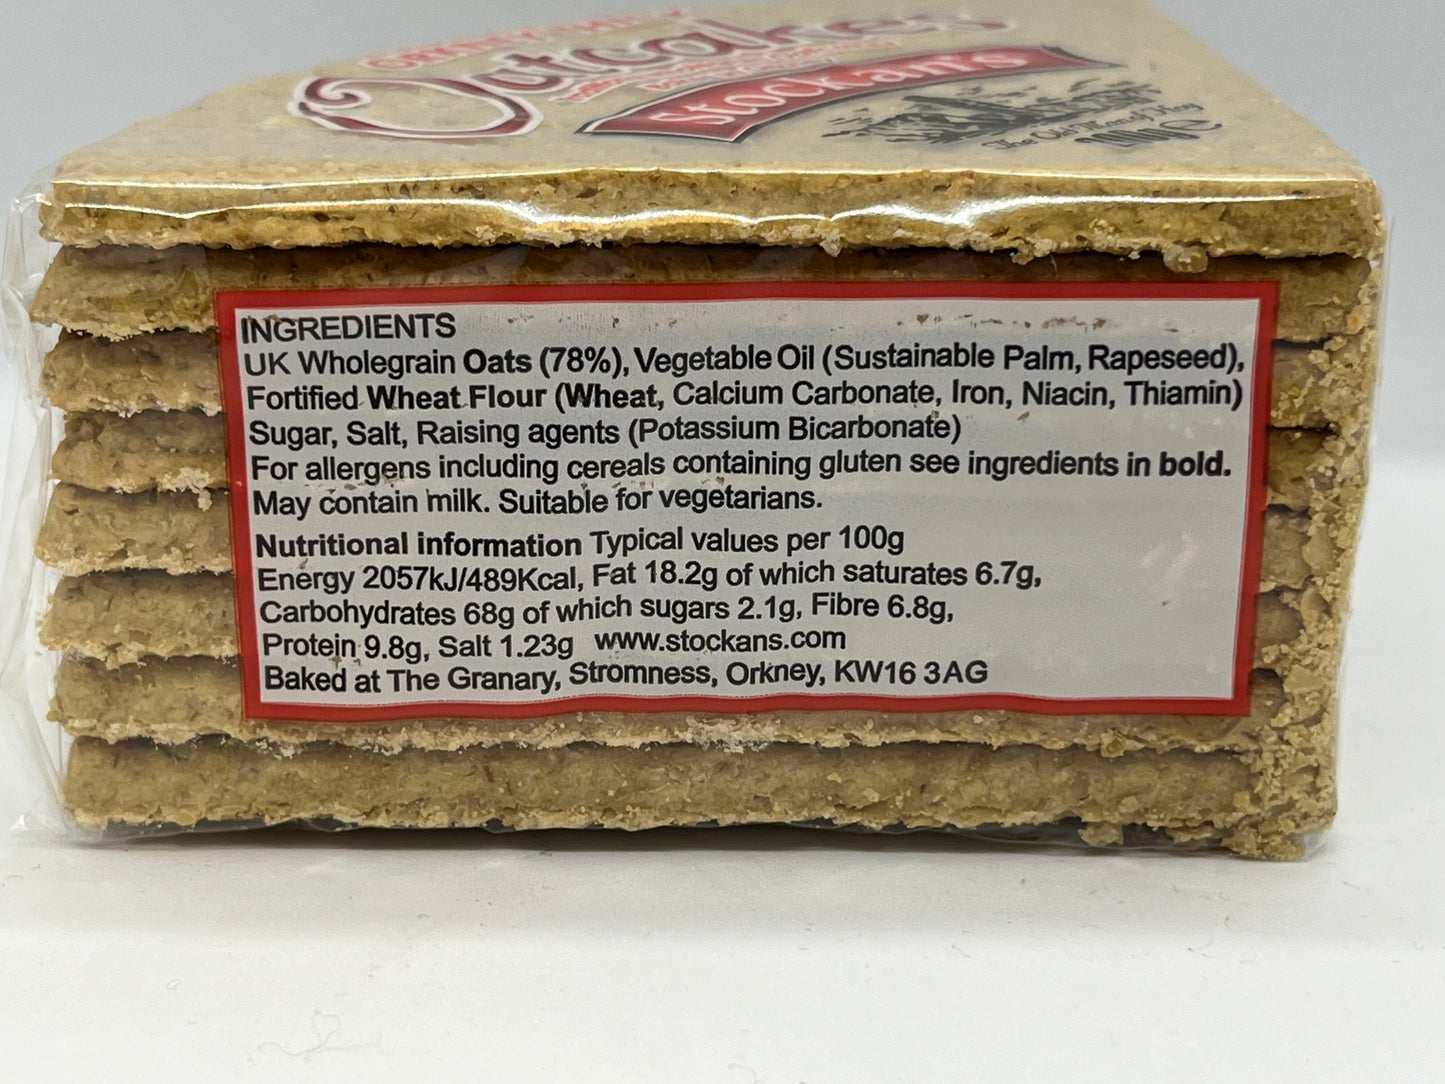 Oatcakes
Stockan's
The Old Man of Hoy
INGREDIENTS
UK Wholegrain Oats (78%), Vegetable Oil (Sustainable Palm, Rapeseed),
Fortified Wheat Flour (Wheat, Calcium Carbonate, Iron, Niacin, Thiamin)
Sugar, Salt, Raising agents (Potassium Bicarbonate)
For allergens including cereals containing gluten see ingredients in bold.
May contain milk. Suitable for vegetarians.
Nutritional information Typical values per 100g
Energy 2057kJ/489Kcal, Fat 18.2g of which saturates 6.7g,
Carbohydrates 68g of which sugars 2.1g, Fibre 6.8g,
Protein 9.8g, Salt 1.23g www.stockans.com
Baked at The Granary, Stromness, Orkney, KW16 3AG